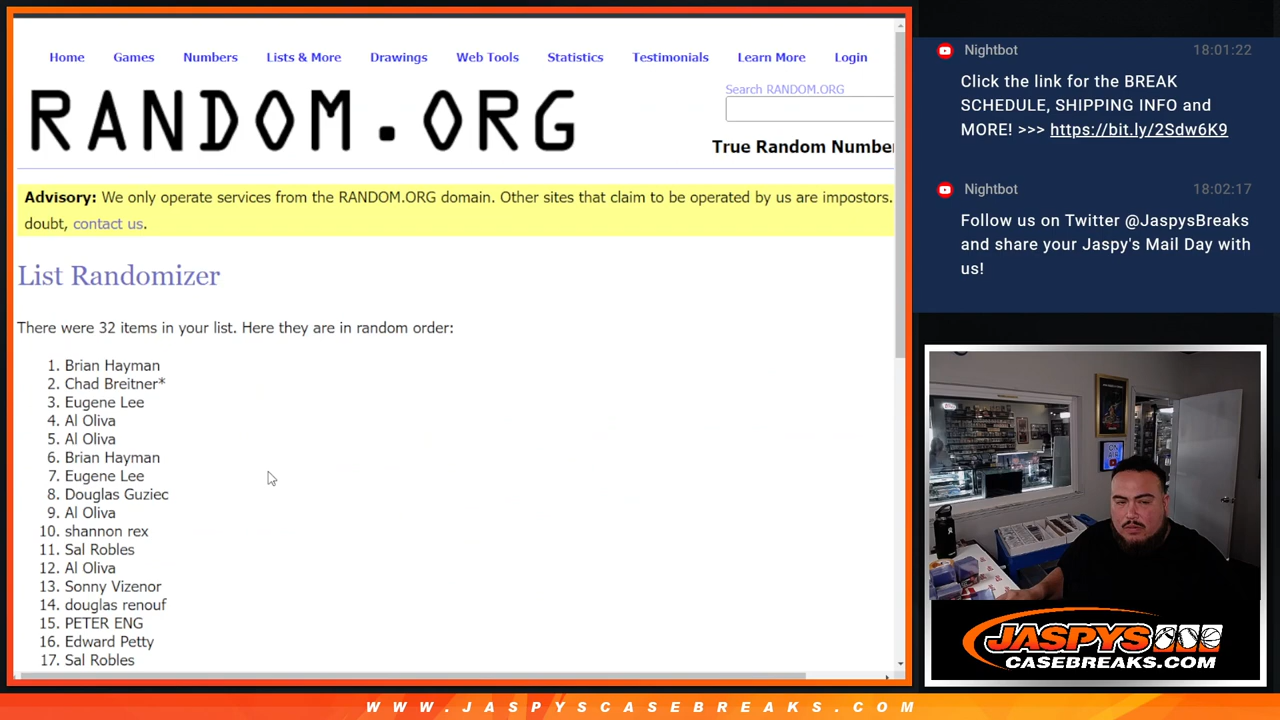 Home Games Numbers Lists & More Drawings Web Tools Statistics Testimonials Learn More Login
RANDOM.ORG
Search RANDOM.ORG
True Random Number
Advisory: We only operate services from the RANDOM.ORG domain. Other sites that claim to be operated by us are impostors.
doubt, contact us.
List Randomizer
There were 32 items in your list. Here they are in random order:
1. Brian Hayman
2. Chad Breitner*
3. Eugene Lee
4. Al Oliva
5. Al Oliva
6. Brian Hayman
7. Eugene Lee
8. Douglas Guziec
9. Al Oliva
10. shannon rex
11. Sal Robles
12. Al Oliva
13. Sonny Vizenor
14. douglas renouf
15. PETER ENG
16. Edward Petty
17. Sal Robles
Nightbot 18:01:22
Click the link for the BREAK
SCHEDULE, SHIPPING INFO and
MORE! >>> https://bit.ly/2Sdw6K9
Nightbot 18:02:17
Follow us on Twitter @JaspysBreaks
and share your Jaspy's Mail Day with
us!
JASPYS
CASEBREAKS.COM
WWW.JASPYSCASEBREAKS.COM